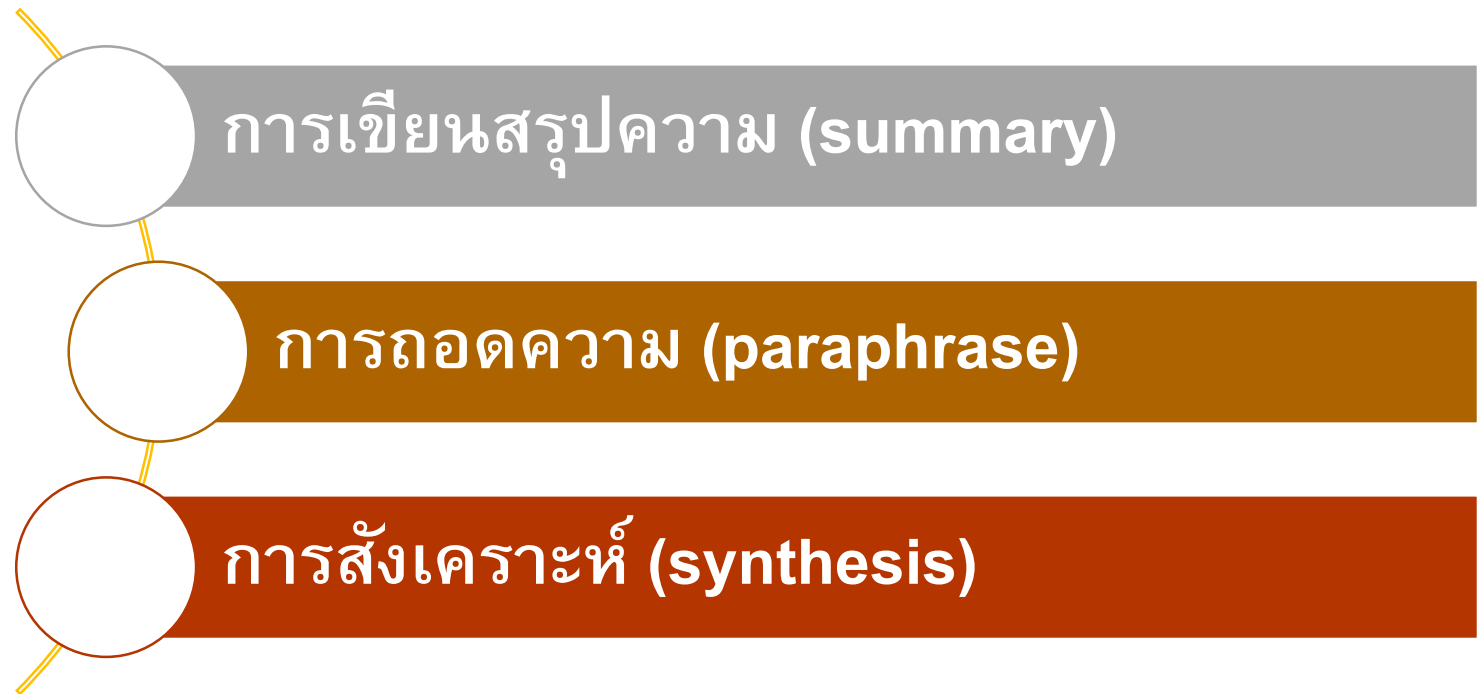 การเขียนสรุปความ (summary)
การถอดความ (paraphrase)
การสังเคราะห์ (synthesis)